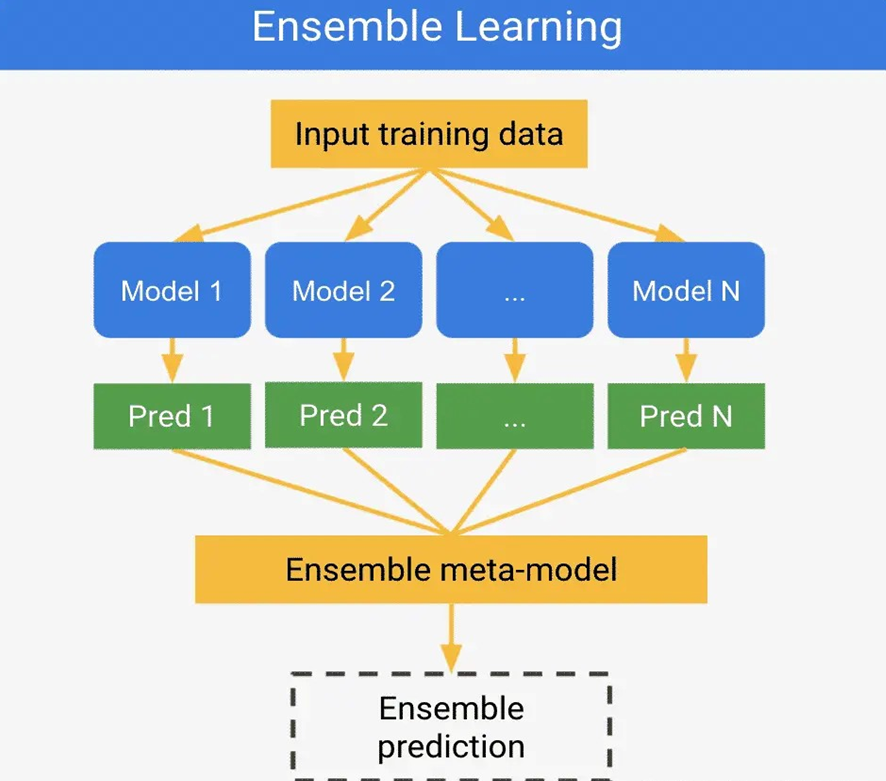 Ensemble Learning
Input training data
Model 1
Model 2
...
Model N
Pred 1
Pred 2
...
Pred N
Ensemble meta-model
Ensemble
prediction